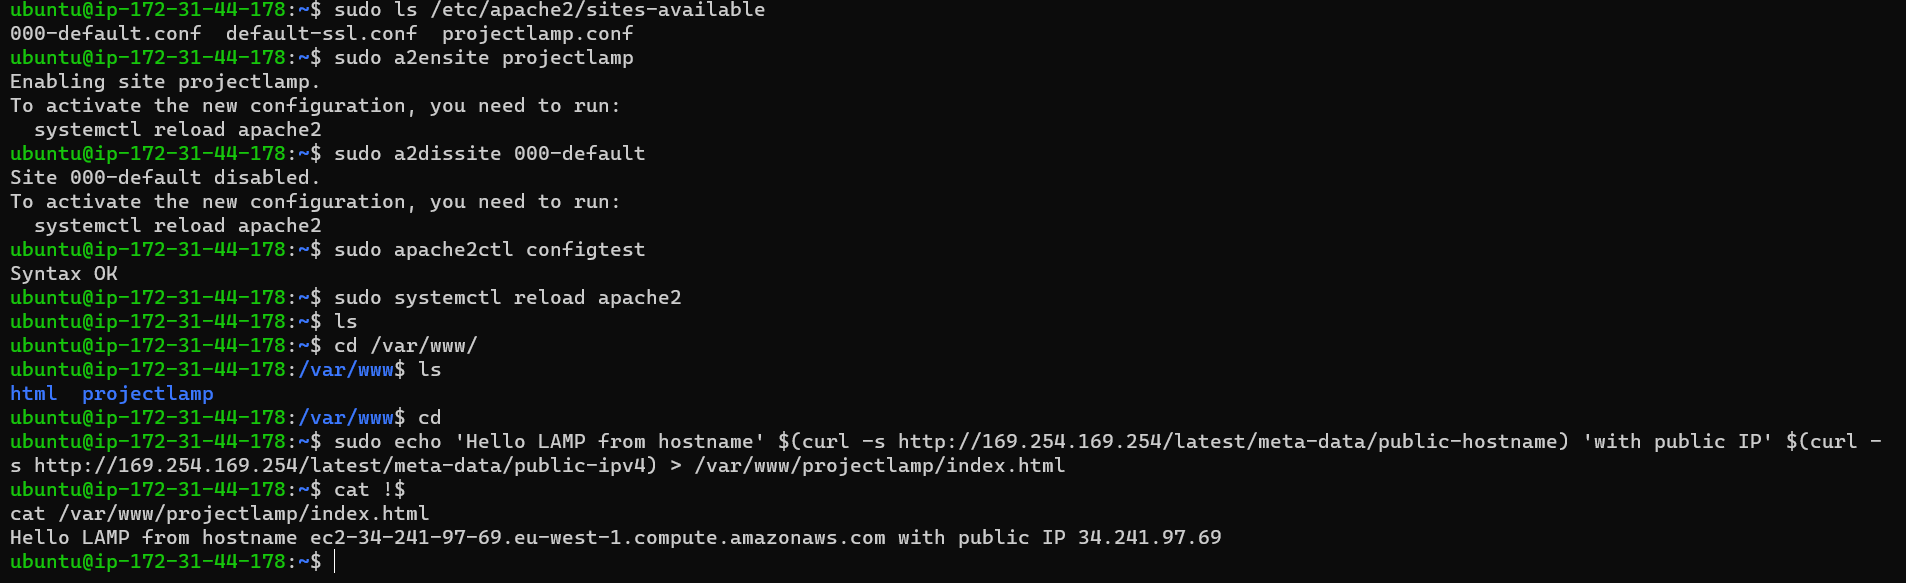 ubuntu@ip-172-31-44-178:~$ sudo ls /etc/apache2/sites-available
000-default.conf  default-ssl.conf  projectlamp.conf
ubuntu@ip-172-31-44-178:~$ sudo a2ensite projectlamp
Enabling site projectlamp.
To activate the new configuration, you need to run:
  systemctl reload apache2
ubuntu@ip-172-31-44-178:~$ sudo a2dissite 000-default
Site 000-default disabled.
To activate the new configuration, you need to run:
  systemctl reload apache2
ubuntu@ip-172-31-44-178:~$ sudo apache2ctl configtest
Syntax OK
ubuntu@ip-172-31-44-178:~$ sudo systemctl reload apache2
ubuntu@ip-172-31-44-178:~$ ls
ubuntu@ip-172-31-44-178:~$ cd /var/www/
ubuntu@ip-172-31-44-178:/var/www$ ls
html  projectlamp
ubuntu@ip-172-31-44-178:/var/www$ cd
ubuntu@ip-172-31-44-178:~$ sudo echo 'Hello LAMP from hostname' $(curl -s http://169.254.169.254/latest/meta-data/public-hostname) 'with public IP' $(curl -
s http://169.254.169.254/latest/meta-data/public-ipv4) > /var/www/projectlamp/index.html
ubuntu@ip-172-31-44-178:~$ cat !$
cat /var/www/projectlamp/index.html
Hello LAMP from hostname ec2-34-241-97-69.eu-west-1.compute.amazonaws.com with public IP 34.241.97.69
ubuntu@ip-172-31-44-178:~$